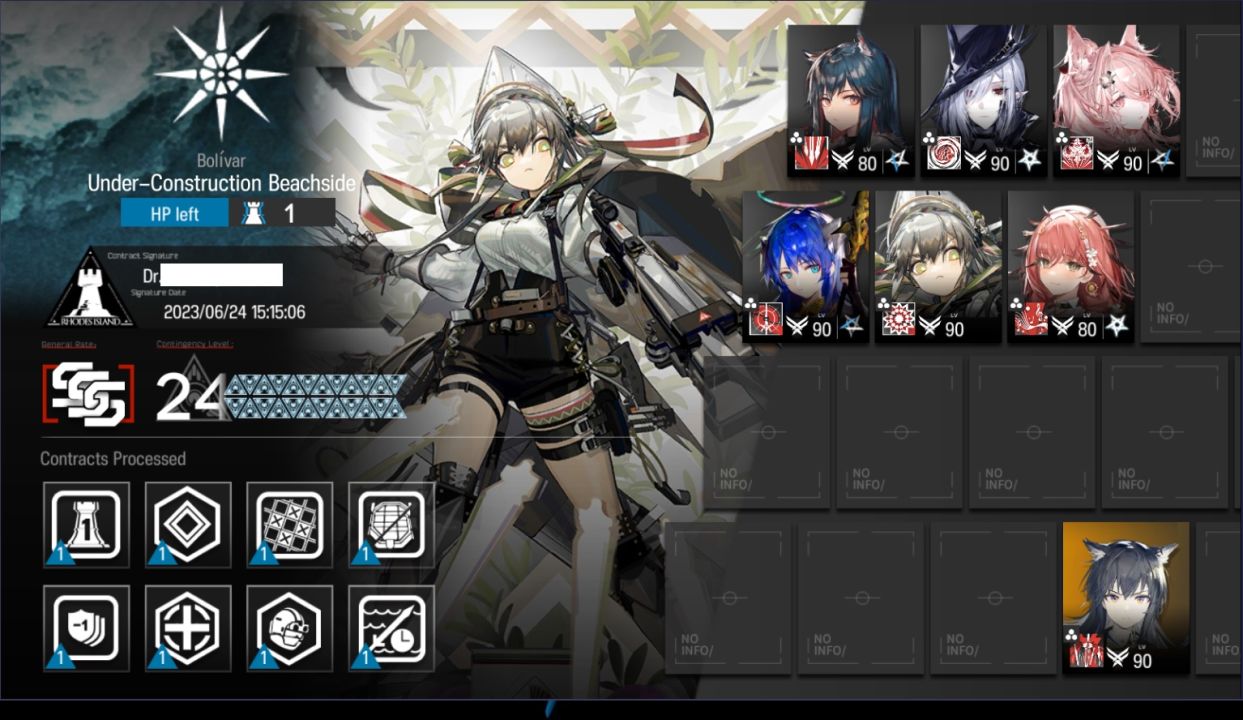 Bolívar
Under-Construction Beachside
HP left 1
Contract Signature
Dr.
Signature Date
2023/06/24 15:15:06
RHODES ISLAND
General Rate:
Contingency Level :
SSS
24
Contracts Processed
1 1 1 1
1 1 1 1
LV 80
LV 90
LV 90
NO INFO/
LV 90
LV 90
LV 80
NO INFO/
NO INFO/
NO INFO/
NO INFO/
NO INFO/
NO INFO/
NO INFO/
NO INFO/
LV 90
NO INFO/